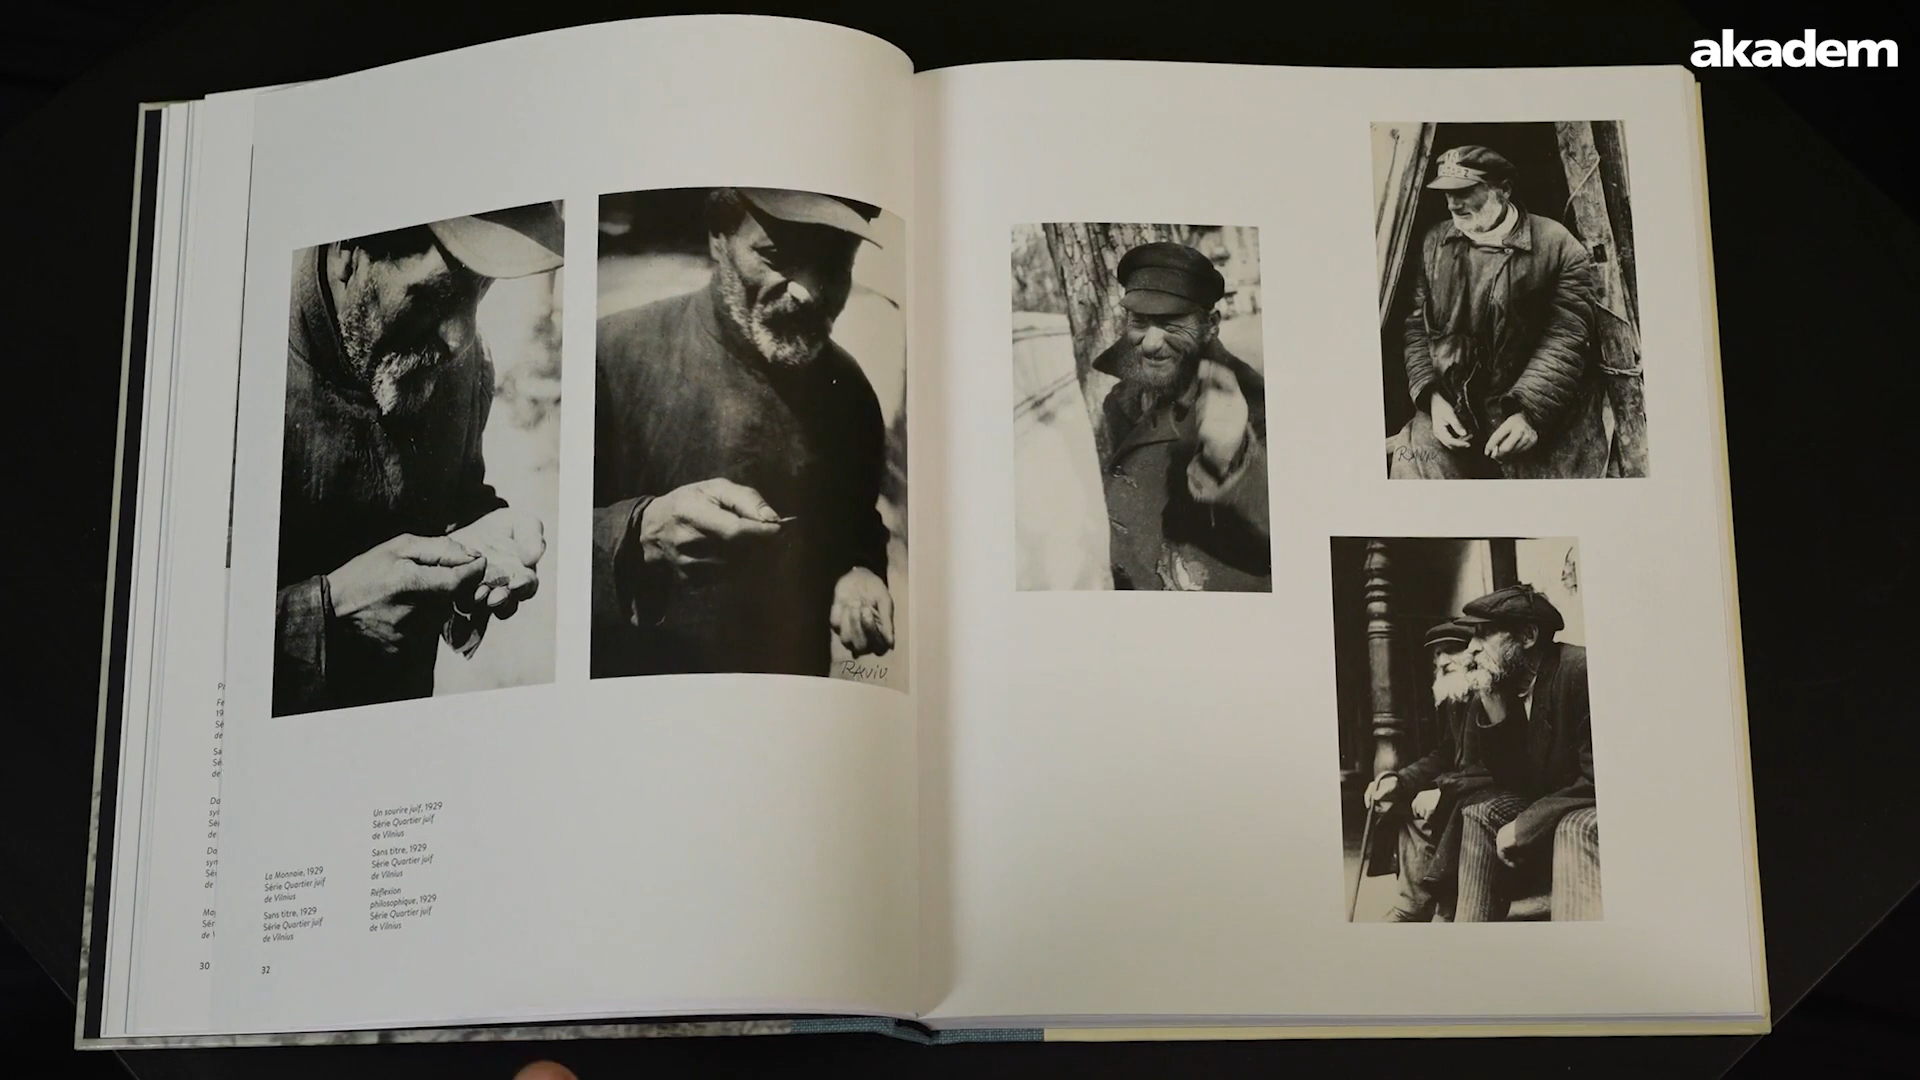 akadem
RAVIV
RAVIV
Un sourire juif, 1929
Série Quartier juif
de Vilnius
Sans titre, 1929
Série Quartier juif
de Vilnius
Réflexion
philosophique, 1929
Série Quartier juif
de Vilnius
La Monnaie, 1929
Série Quartier juif
de Vilnius
Sans titre, 1929
Série Quartier juif
de Vilnius
30
32